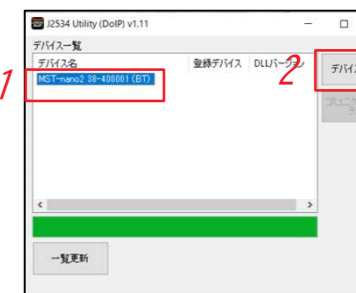 J2534 Utility (DoIP) v1.11
デバイス一覧
デバイス名 登録デバイス DLLバージョン
MST-nano2 30-400001 (BT)
1
2
デバイス
一覧更新